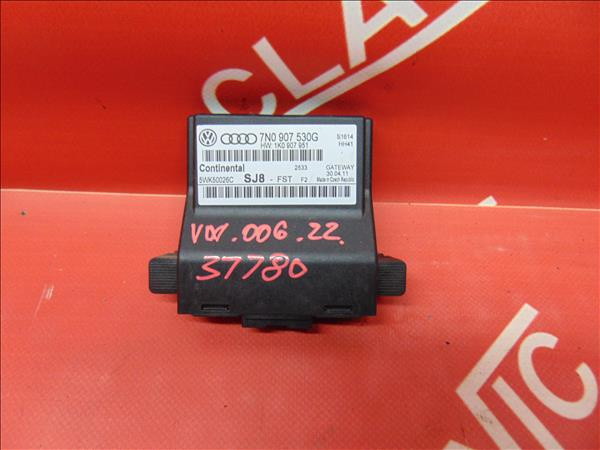 CLA
7N0 907 530G
HW: 1K0 907 951
S1614
HH41
Continental
2533
GATEWAY
5WK50026C
SJ8 - FST
F2
30.04.11
Made in Czech Republic
VW.006.22.
37780